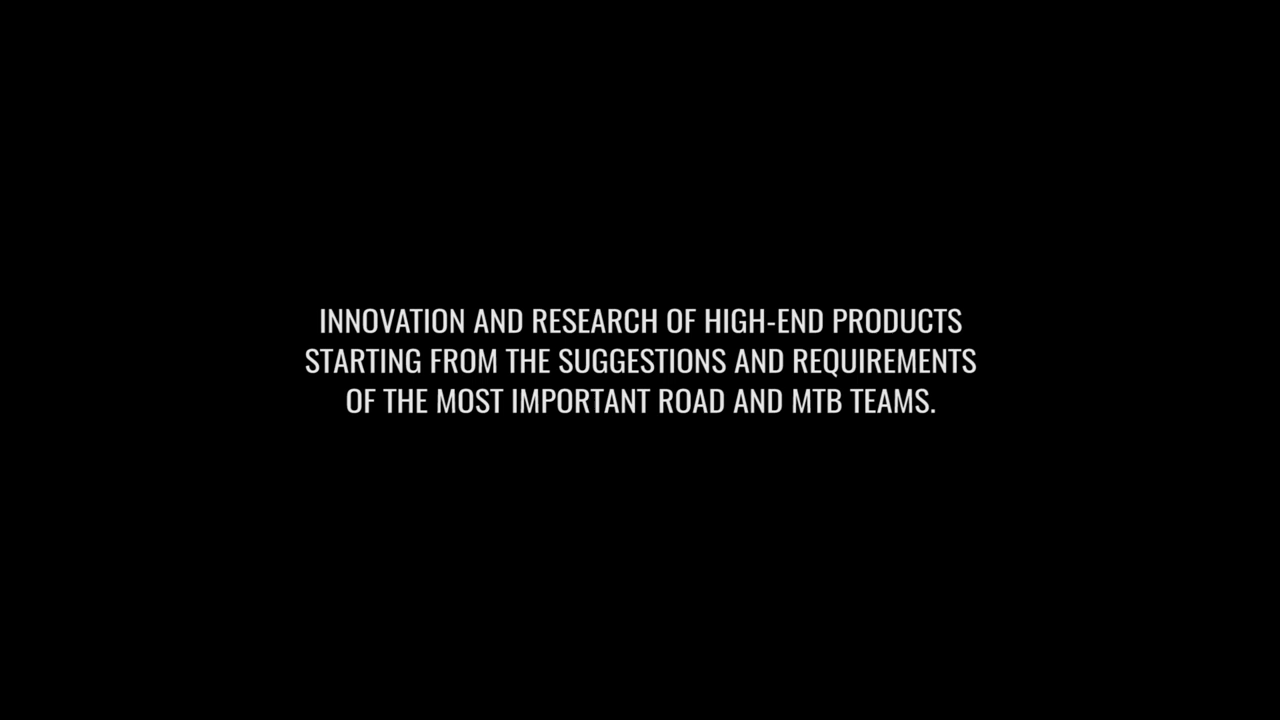 INNOVATION AND RESEARCH OF HIGH-END PRODUCTS
STARTING FROM THE SUGGESTIONS AND REQUIREMENTS
OF THE MOST IMPORTANT ROAD AND MTB TEAMS.